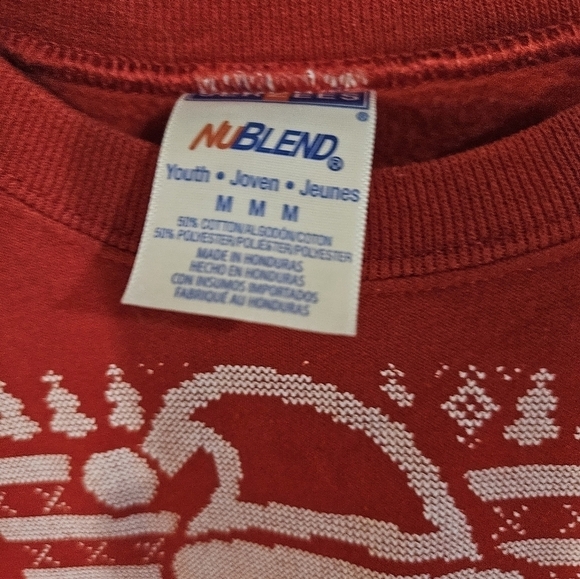 NUBLEND®
Youth • Joven • Jeunes
M M M
50% COTTON/ALGODÓN/COTON
50% POLYESTER/POLIÉSTER/POLYESTER
MADE IN HONDURAS
HECHO EN HONDURAS
CON INSUMOS IMPORTADOS
FABRIQUÉ AU HONDURAS